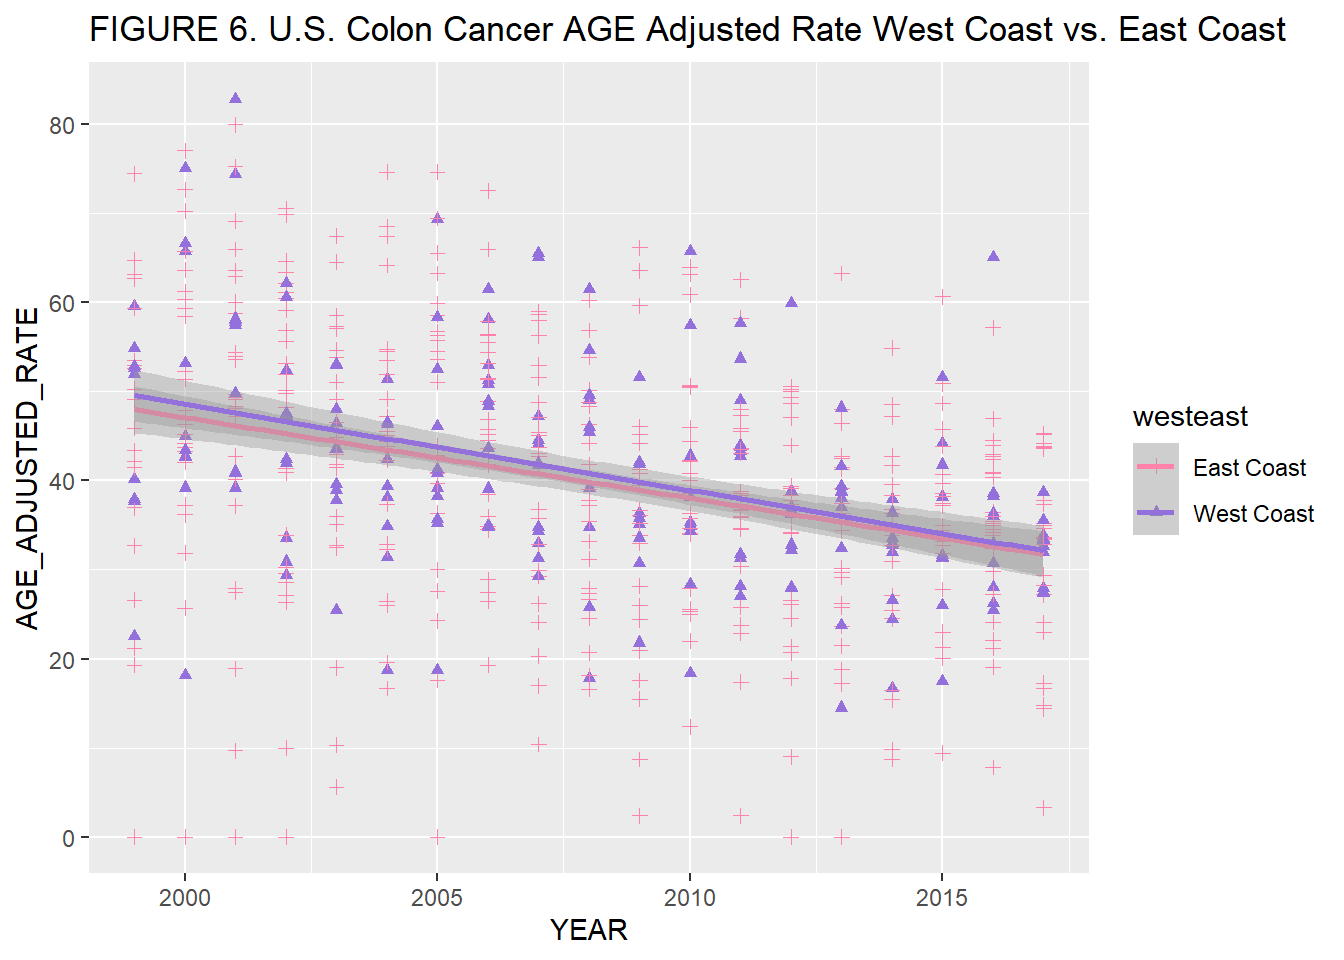 FIGURE 6. U.S. Colon Cancer AGE Adjusted Rate West Coast vs. East Coast
AGE_ADJUSTED_RATE
80
60
40
20
0
2000
2005
2010
2015
YEAR
westeast
East Coast
West Coast